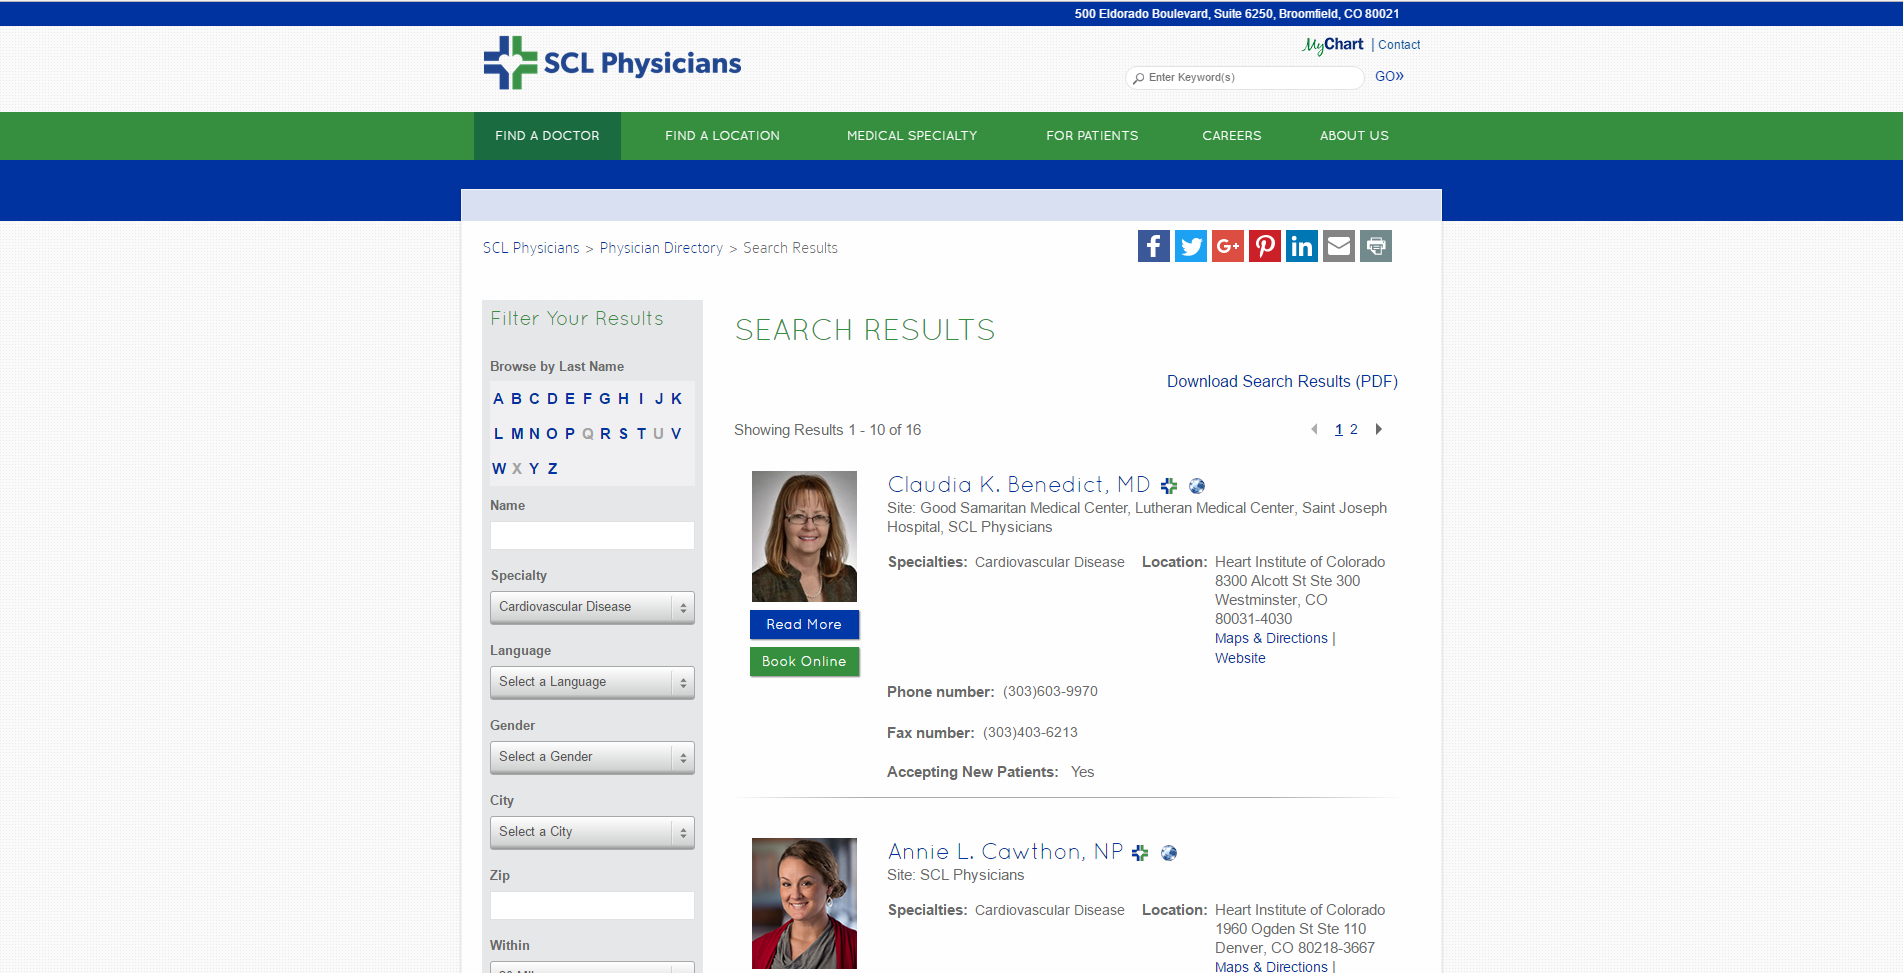 500 Eldorado Boulevard, Suite 6250, Broomfield, CO 80021
SCL Physicians
MyChart | Contact
Enter Keyword(s)
GO»
FIND A DOCTOR
FIND A LOCATION
MEDICAL SPECIALTY
FOR PATIENTS
CAREERS
ABOUT US
SCL Physicians > Physician Directory > Search Results
Filter Your Results
Browse by Last Name
A B C D E F G H I J K
L M N O P Q R S T U V
W X Y Z
Name
Specialty
Cardiovascular Disease
Language
Select a Language
Gender
Select a Gender
City
Select a City
Zip
Within
SEARCH RESULTS
Download Search Results (PDF)
Showing Results 1 - 10 of 16
1 2
Claudia K. Benedict, MD
Site: Good Samaritan Medical Center, Lutheran Medical Center, Saint Joseph
Hospital, SCL Physicians
Specialties: Cardiovascular Disease
Location: Heart Institute of Colorado
8300 Alcott St Ste 300
Westminster, CO
80031-4030
Maps & Directions |
Website
Read More
Book Online
Phone number: (303)603-9970
Fax number: (303)403-6213
Accepting New Patients: Yes
Annie L. Cawthon, NP
Site: SCL Physicians
Specialties: Cardiovascular Disease
Location: Heart Institute of Colorado
1960 Ogden St Ste 110
Denver, CO 80218-3667
Maps & Directions |